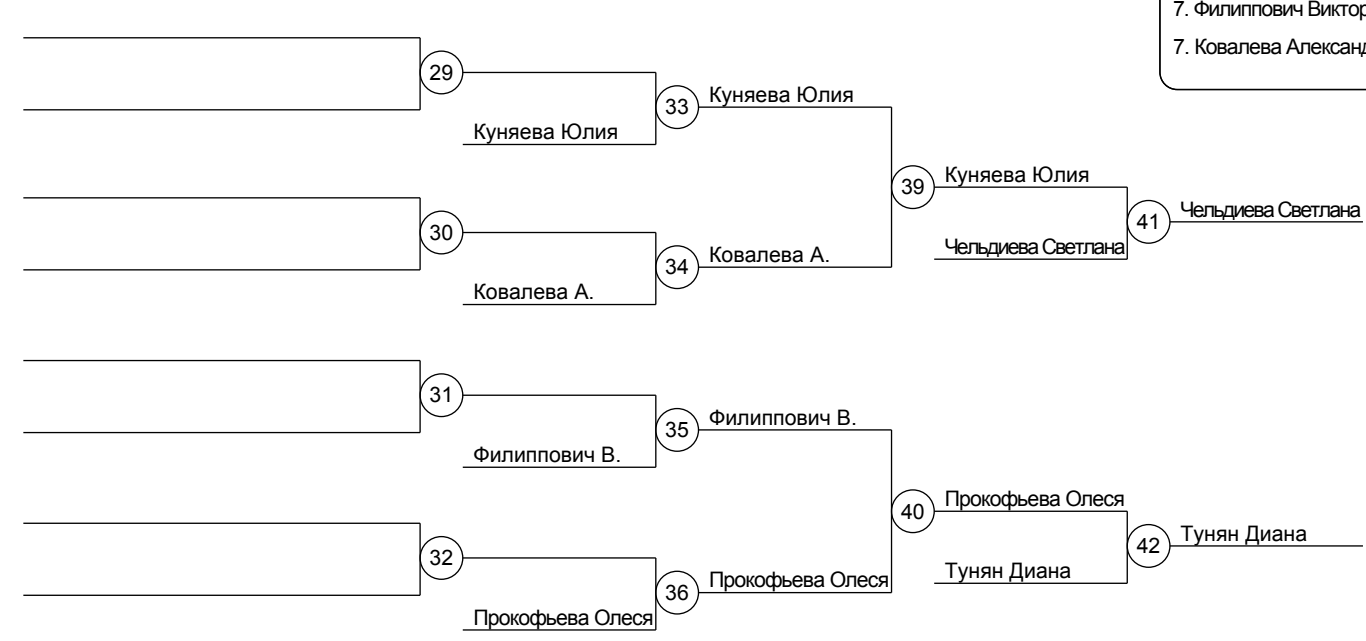 7. Филиппович Виктор
7. Ковалева Александ
29
33 Куняева Юлия
Куняева Юлия
39 Куняева Юлия
30
41 Чельдиева Светлана
Чельдиева Светлана
34 Ковалева А.
Ковалева А.
31
35 Филиппович В.
Филиппович В.
40 Прокофьева Олеся
32
42 Тунян Диана
Тунян Диана
36 Прокофьева Олеся
Прокофьева Олеся